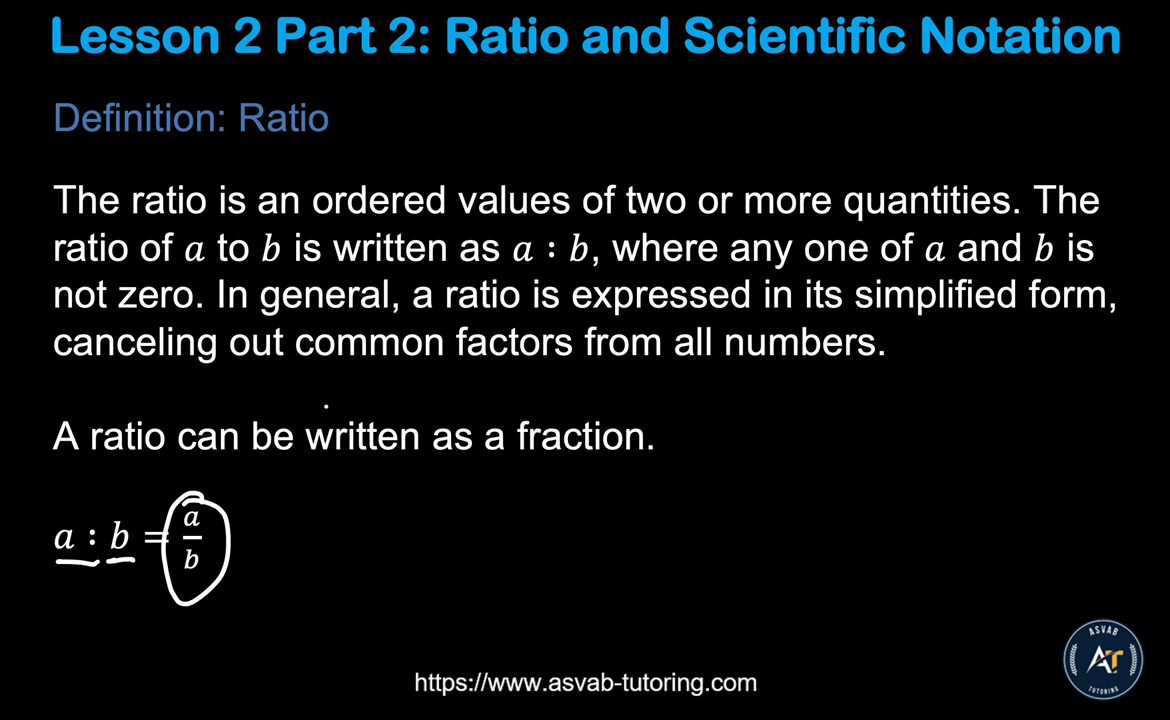 Lesson 2 Part 2: Ratio and Scientific Notation
Definition: Ratio
The ratio is an ordered values of two or more quantities. The
ratio of a to b is written as a : b, where any one of a and b is
not zero. In general, a ratio is expressed in its simplified form,
canceling out common factors from all numbers.
A ratio can be written as a fraction.
a : b = a/b
ASVAB
AT
TUTORING
https://www.asvab-tutoring.com